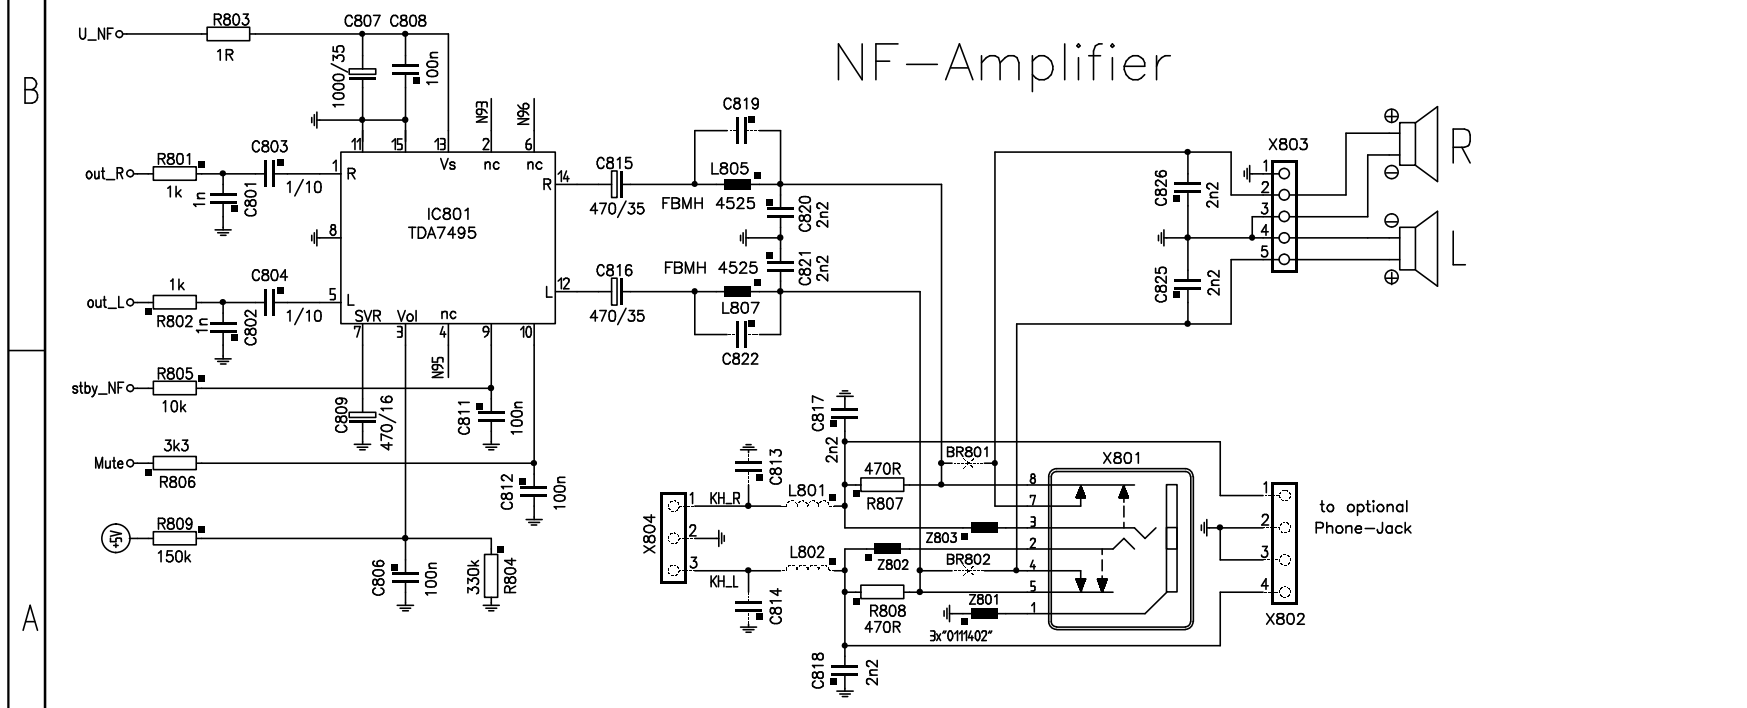 NF-Amplifier
B
A
U_NF
R803
1R
C807
1000/35
C808
100n
N93
N96
11
15
13
2
6
Vs
nc
nc
out_R
R801
1k
1n
C801
C803
1/10
1
R
8
IC801
TDA7495
R
14
L
12
out_L
1k
R802
1n
C802
C804
1/10
5
L
SVR
Vol
nc
7
3
4
9
10
N95
stby_NF
R805
10k
C809
470/16
C811
100n
Mute
3k3
R806
C812
100n
+5V
R809
150k
C806
100n
330k
R804
C815
470/35
C819
L805
FBMH 4525
C820
2n2
C816
470/35
FBMH 4525
C821
2n2
L807
C822
C826
2n2
C825
2n2
X803
1
2
3
4
5
R
L
C817
2n2
C813
KH_R
L801
X804
1
2
3
KH_L
L802
C814
470R
R807
BR801
Z803
Z802
BR802
R808
470R
Z801
3x"0111402"
C818
2n2
X801
8
7
3
2
4
5
1
1
2
3
4
X802
to optional
Phone-Jack